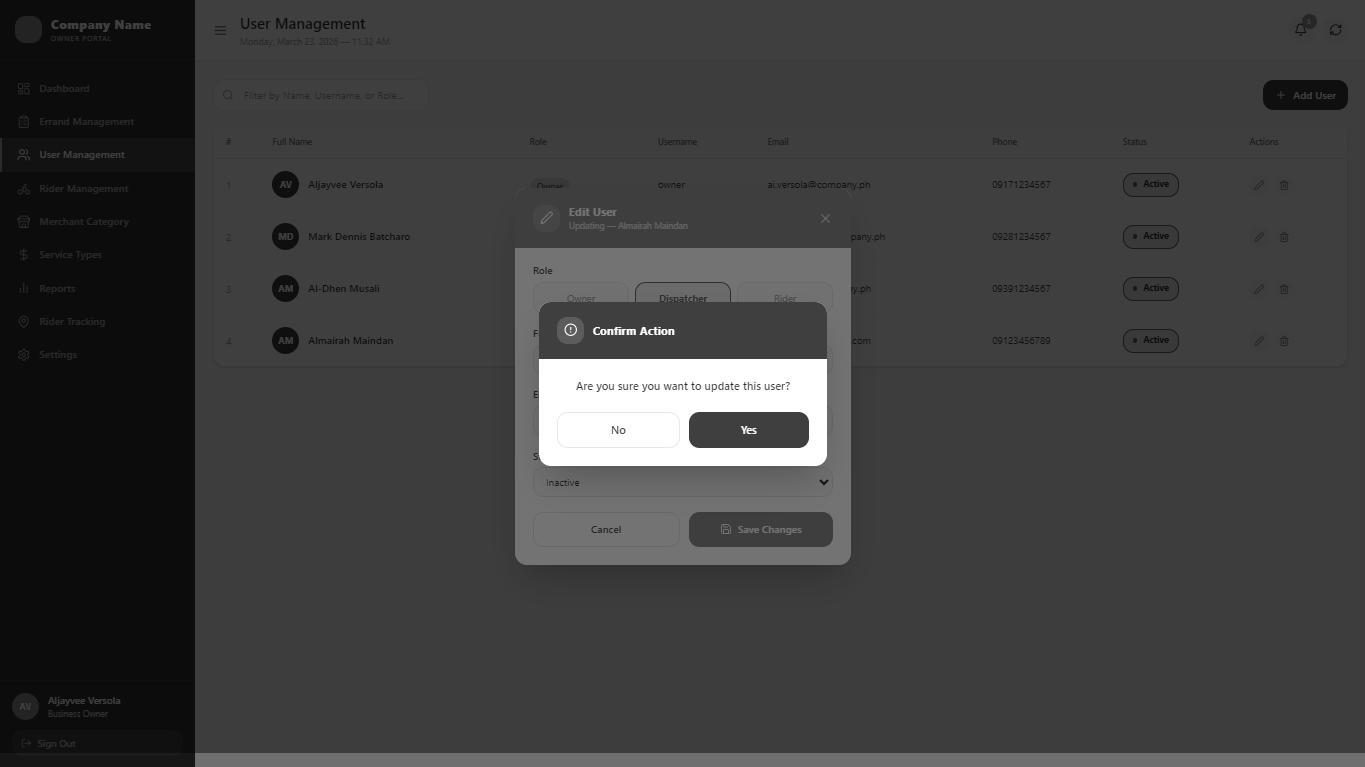 Company Name
OWNER PORTAL
Dashboard
Errand Management
User Management
Rider Management
Merchant Category
Service Types
Reports
Rider Tracking
Settings
AV
Aljayvee Versola
Business Owner
Sign Out
User Management
Monday, March 23, 2026 — 11:32 AM
Filter by Name, Username, or Role...
Add User
# Full Name Role Username Email Phone Status Actions
1 AV Aljayvee Versola Owner owner aj.versola@company.ph 09171234567 Active
2 MD Mark Dennis Batcharo pany.ph 09281234567 Active
3 AM Al-Dhen Musali y.ph 09391234567 Active
4 AM Almairah Maindan .com 09123456789 Active
Edit User
Updating — Almairah Maindan
Role
Owner Dispatcher Rider
Confirm Action
Are you sure you want to update this user?
No Yes
Inactive
Cancel Save Changes